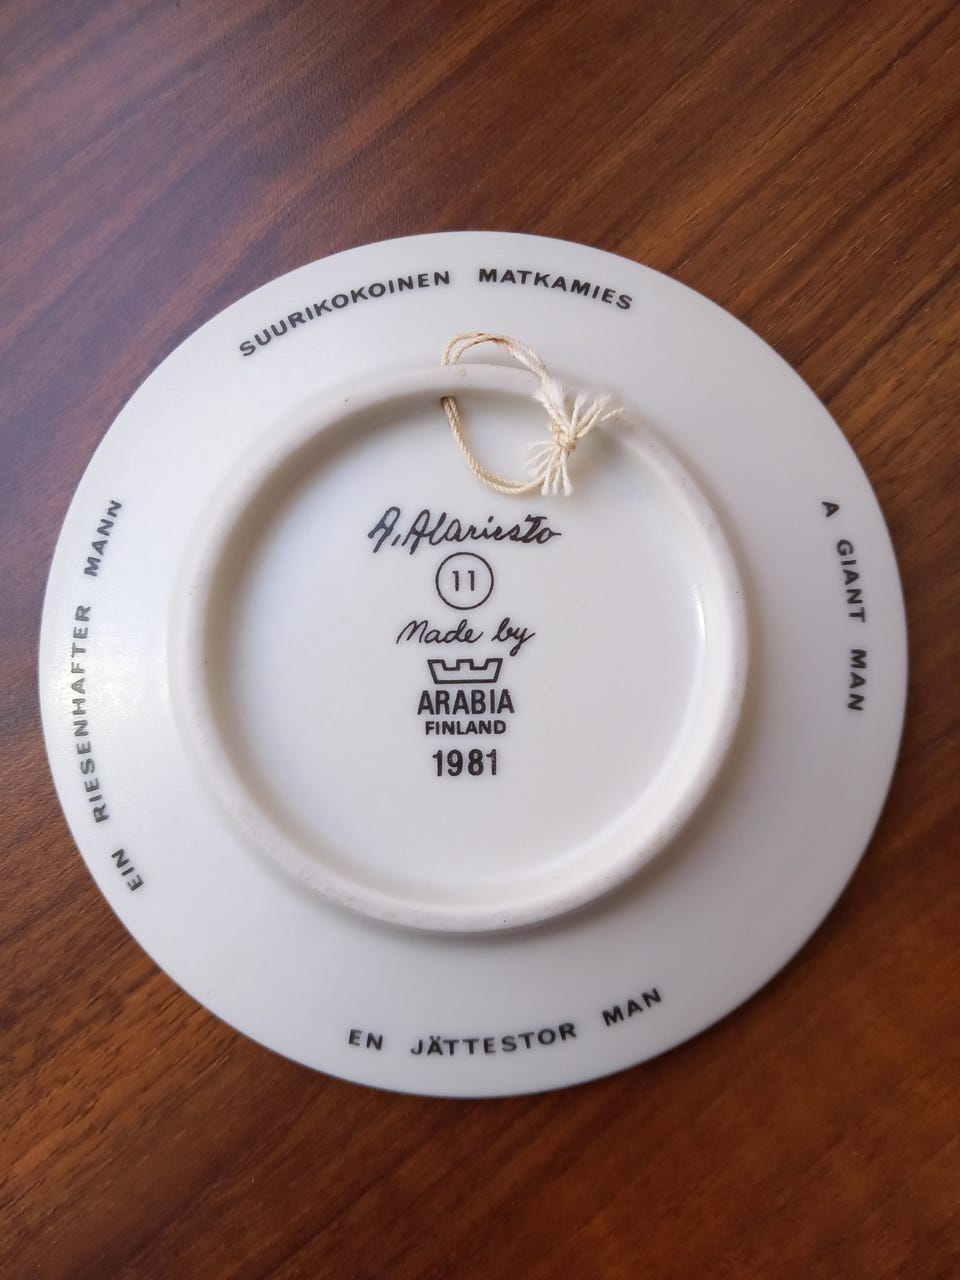 SUURIKOKOINEN MATKAMIES
A GIANT MAN
EN JÄTTESTOR MAN
EIN RIESENHAFTER MANN
A. Alariesto
11
Made by
ARABIA
FINLAND
1981